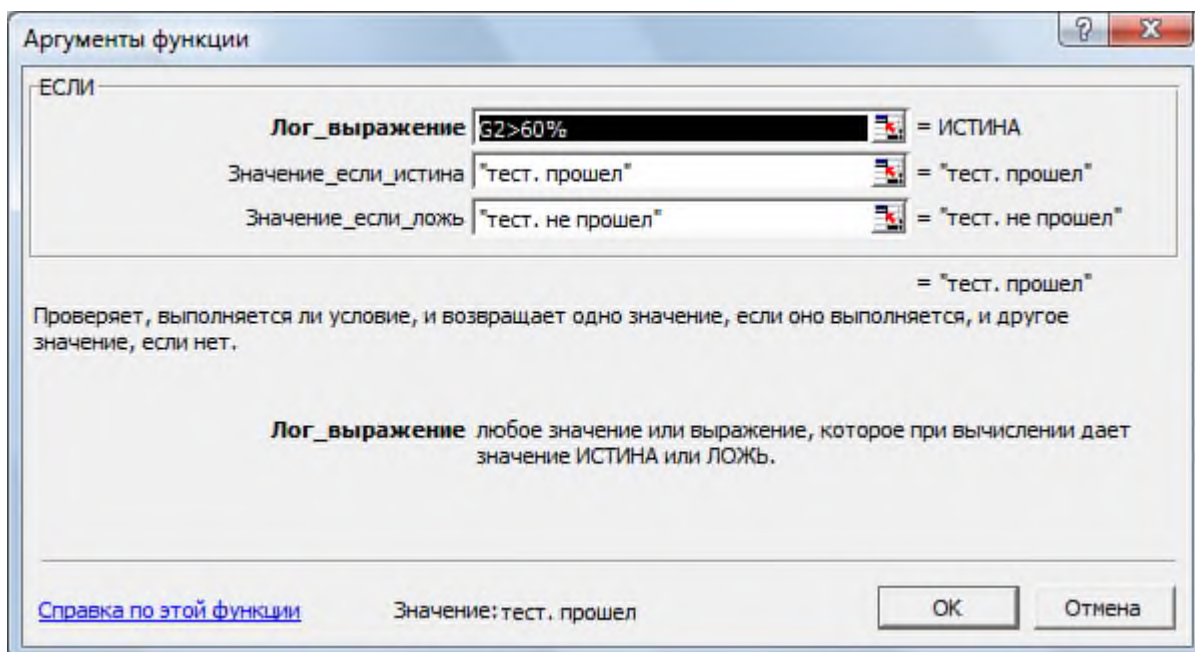 Аргументы функции
ЕСЛИ
Лог_выражение G2>60% = ИСТИНА
Значение_если_истина "тест. прошел" = "тест. прошел"
Значение_если_ложь "тест. не прошел" = "тест. не прошел"
= "тест. прошел"
Проверяет, выполняется ли условие, и возвращает одно значение, если оно выполняется, и другое
значение, если нет.
Лог_выражение любое значение или выражение, которое при вычислении дает
значение ИСТИНА или ЛОЖЬ.
Справка по этой функции Значение: тест. прошел OK Отмена